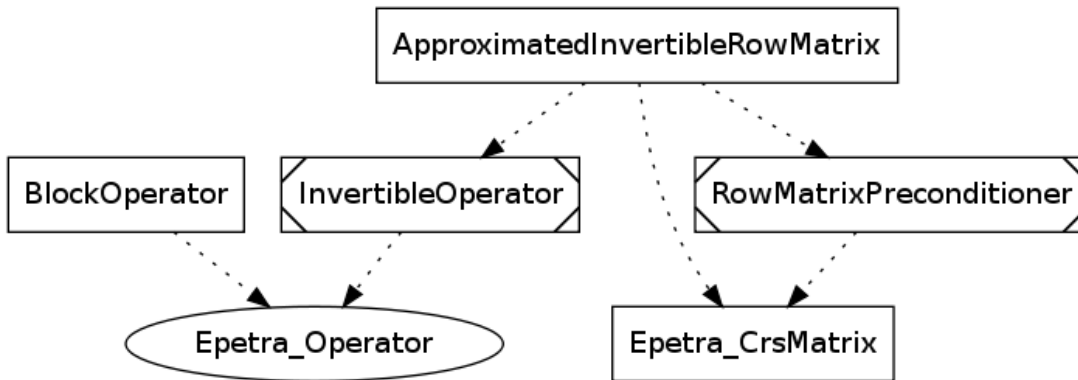 ApproximatedInvertibleRowMatrix
BlockOperator
InvertibleOperator
RowMatrixPreconditioner
Epetra_Operator
Epetra_CrsMatrix